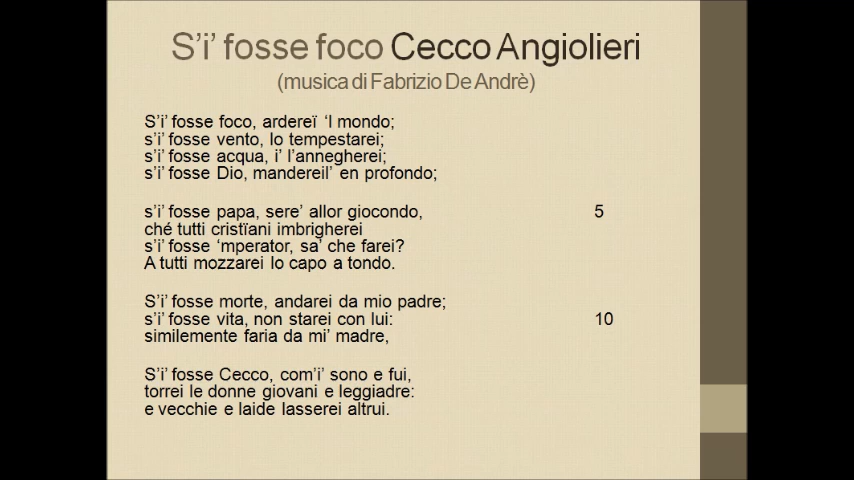 S’i’ fosse foco Cecco Angiolieri
(musica di Fabrizio De Andrè)
S’i’ fosse foco, ardereï ‘l mondo;
s’i’ fosse vento, lo tempestarei;
s’i’ fosse acqua, i’ l’annegherei;
s’i’ fosse Dio, mandereil’ en profondo;
s’i’ fosse papa, sere’ allor giocondo, 5
ché tutti cristïani imbrigherei
s’i’ fosse ‘mperator, sa’ che farei?
A tutti mozzarei lo capo a tondo.
S’i’ fosse morte, andarei da mio padre;
s’i’ fosse vita, non starei con lui: 10
similemente faria da mi’ madre,
S’i’ fosse Cecco, com’i’ sono e fui,
torrei le donne giovani e leggiadre:
e vecchie e laide lasserei altrui.